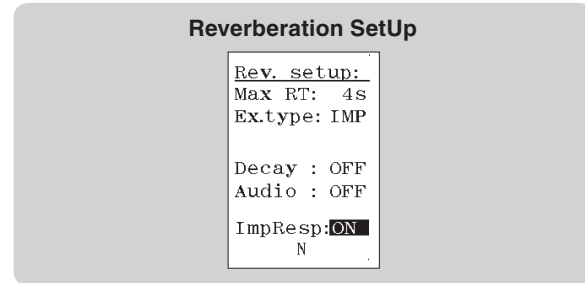 Reverberation SetUp
Rev. setup:
Max RT: 4s
Ex.type: IMP
Decay : OFF
Audio : OFF
ImpResp:ON
N